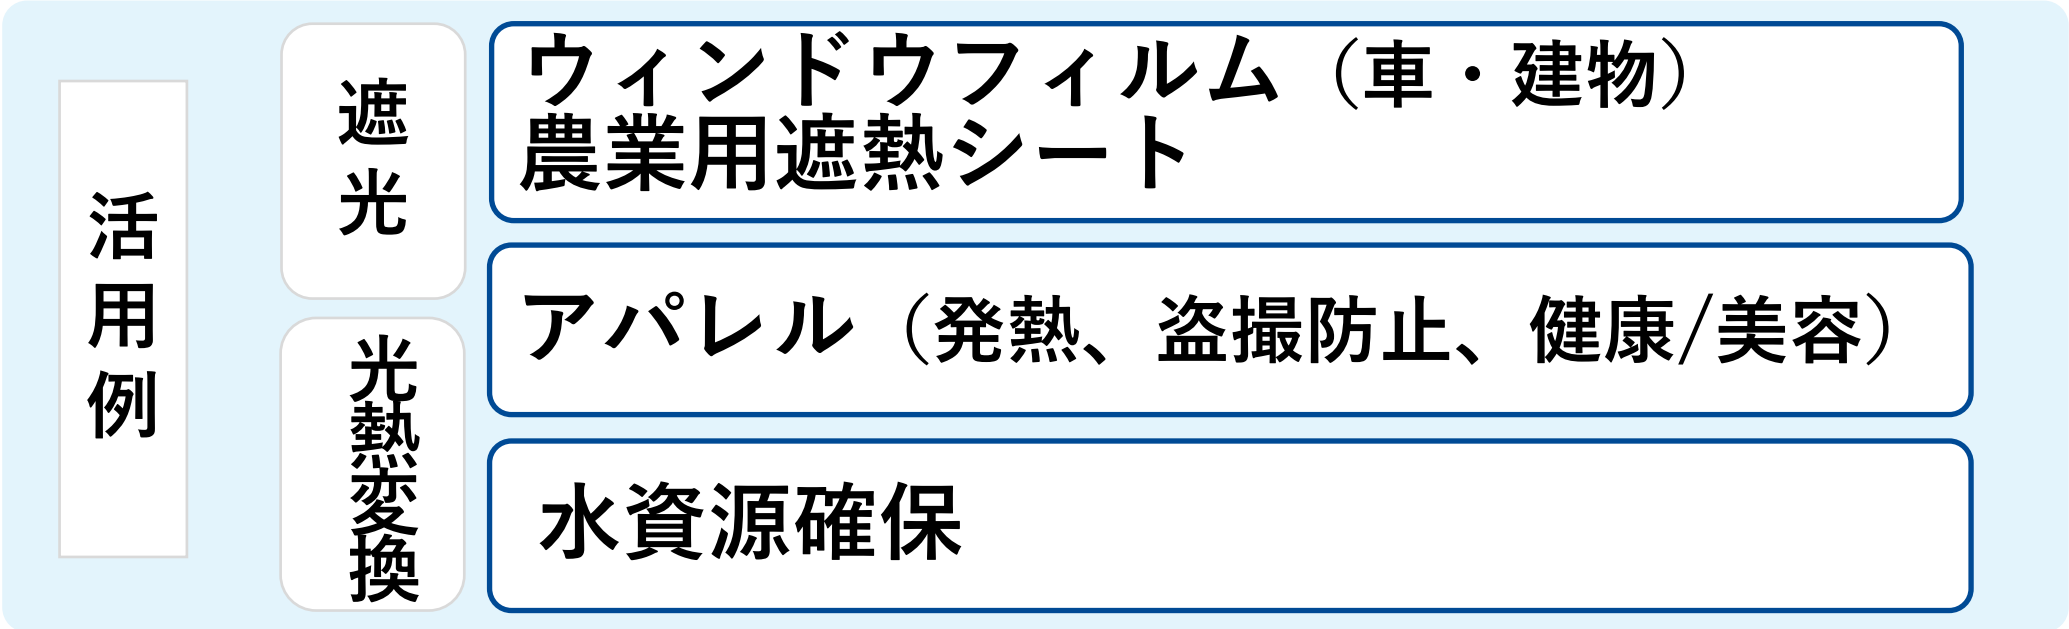 活用例
遮光
ウィンドウフィルム（車・建物）
農業用遮熱シート
光熱変換
アパレル（発熱、盗撮防止、健康/美容）
水資源確保